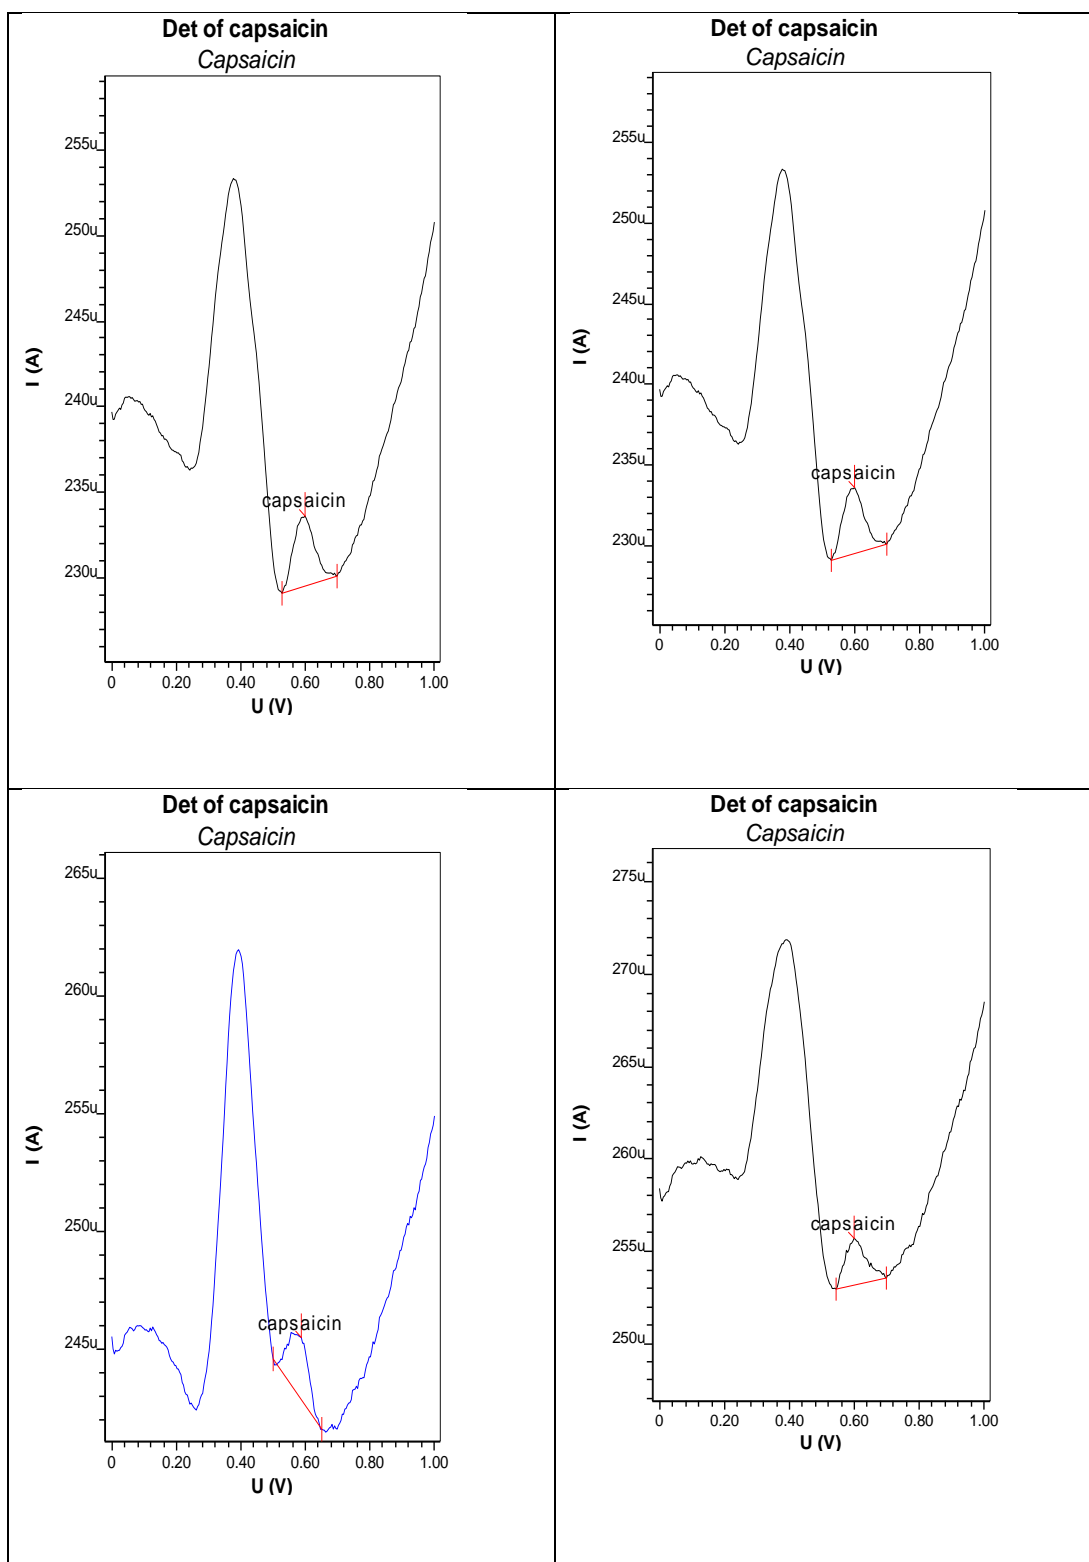 Det of capsaicin
Capsaicin
255u
250u
245u
240u
235u
230u
I (A)
capsaicin
0 0.20 0.40 0.60 0.80 1.00
U (V)
Det of capsaicin
Capsaicin
255u
250u
245u
240u
235u
230u
I (A)
capsaicin
0 0.20 0.40 0.60 0.80 1.00
U (V)
Det of capsaicin
Capsaicin
265u
260u
255u
250u
245u
I (A)
capsaicin
0 0.20 0.40 0.60 0.80 1.00
U (V)
Det of capsaicin
Capsaicin
275u
270u
265u
260u
255u
250u
I (A)
capsaicin
0 0.20 0.40 0.60 0.80 1.00
U (V)